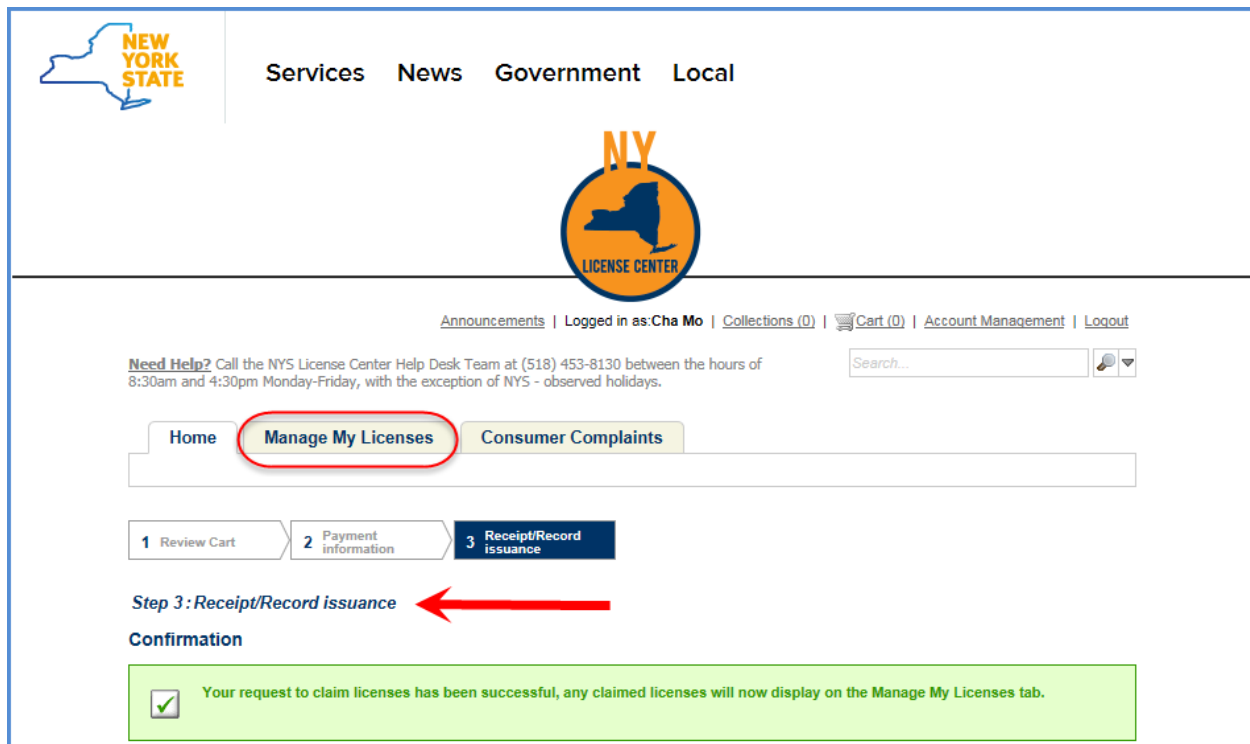 NEW
YORK
STATE
Services News Government Local
NY
LICENSE CENTER
Announcements | Logged in as:Cha Mo | Collections (0) | Cart (0) | Account Management | Logout
Need Help? Call the NYS License Center Help Desk Team at (518) 453-8130 between the hours of
8:30am and 4:30pm Monday-Friday, with the exception of NYS - observed holidays.
Search...
Home Manage My Licenses Consumer Complaints
1 Review Cart 2 Payment information 3 Receipt/Record issuance
Step 3: Receipt/Record issuance
Confirmation
Your request to claim licenses has been successful, any claimed licenses will now display on the Manage My Licenses tab.